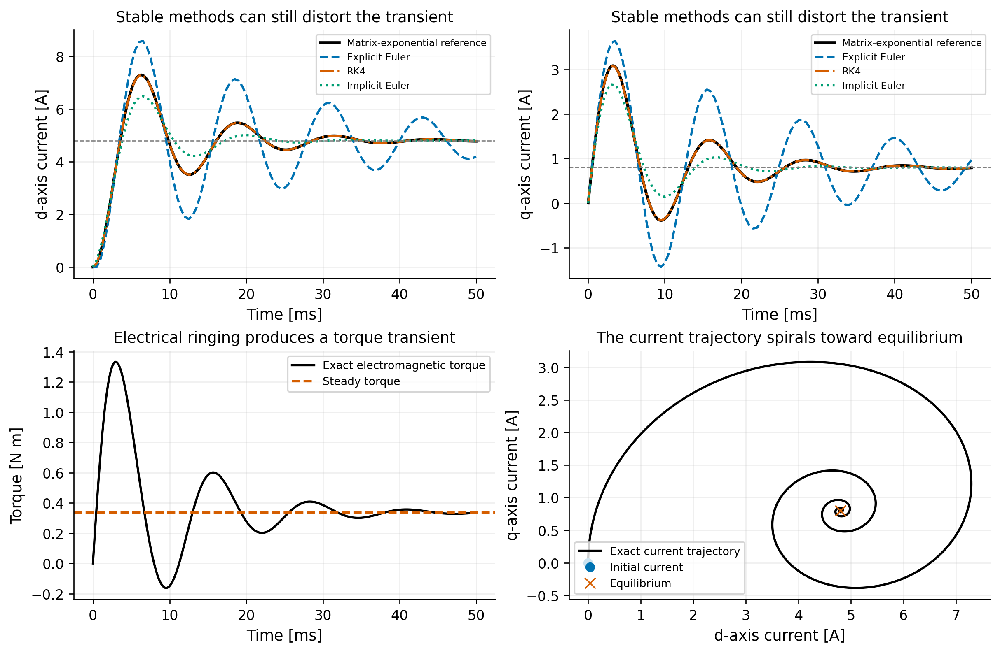 Stable methods can still distort the transient
Matrix-exponential reference
Explicit Euler
RK4
Implicit Euler
d-axis current [A]
8
6
4
2
0
0 10 20 30 40 50
Time [ms]
Stable methods can still distort the transient
Matrix-exponential reference
Explicit Euler
RK4
Implicit Euler
q-axis current [A]
3
2
1
0
−1
0 10 20 30 40 50
Time [ms]
Electrical ringing produces a torque transient
Exact electromagnetic torque
Steady torque
Torque [N m]
1.4
1.2
1.0
0.8
0.6
0.4
0.2
0.0
−0.2
0 10 20 30 40 50
Time [ms]
The current trajectory spirals toward equilibrium
q-axis current [A]
3.0
2.5
2.0
1.5
1.0
0.5
0.0
−0.5
Exact current trajectory
Initial current
Equilibrium
0 1 2 3 4 5 6 7
d-axis current [A]